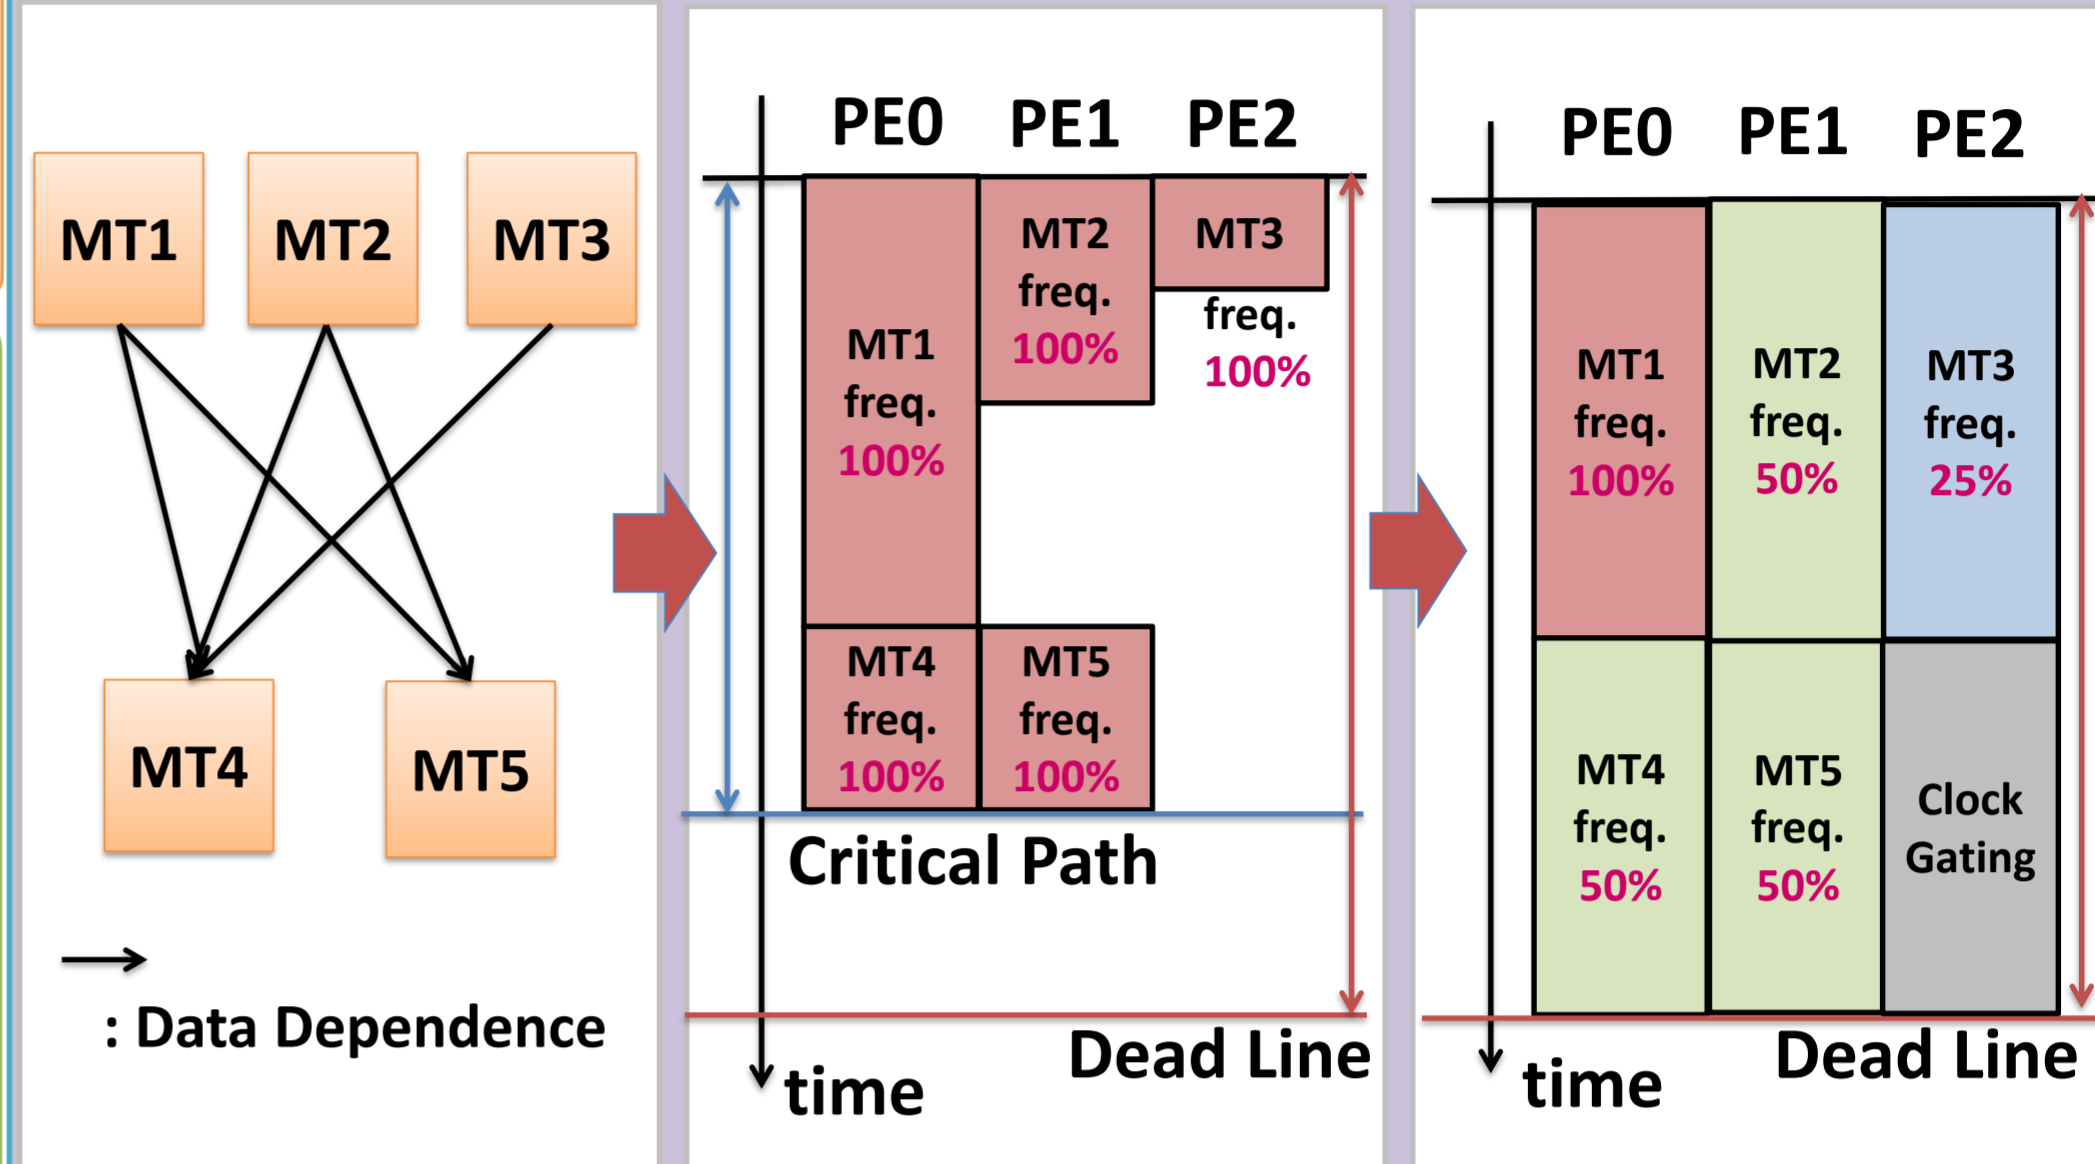 MT1
MT2
MT3
MT4
MT5
: Data Dependence
PE0
PE1
PE2
MT1
freq.
100%
MT2
freq.
100%
MT3
freq.
100%
MT4
freq.
100%
MT5
freq.
100%
Critical Path
Dead Line
time
PE0
PE1
PE2
MT1
freq.
100%
MT2
freq.
50%
MT3
freq.
25%
MT4
freq.
50%
MT5
freq.
50%
Clock
Gating
Dead Line
time